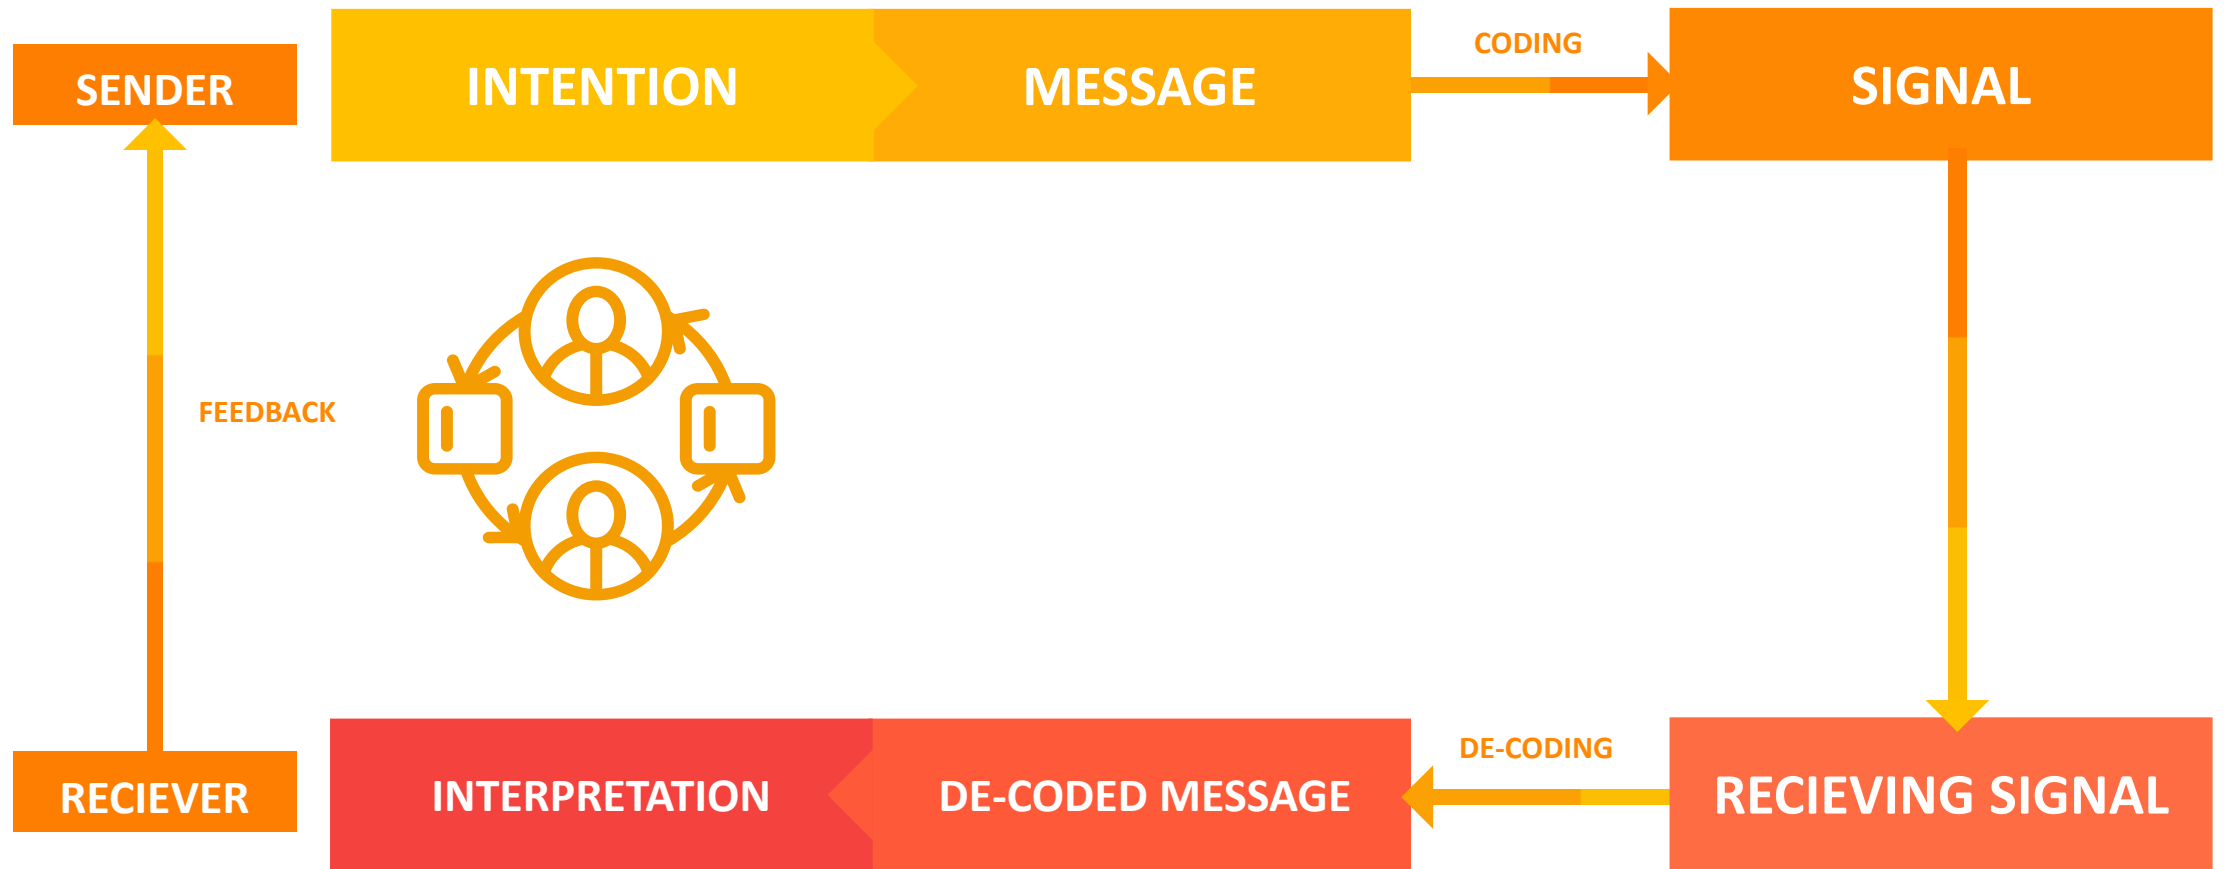 SENDER
INTENTION
MESSAGE
CODING
SIGNAL
FEEDBACK
RECIEVER
INTERPRETATION
DE-CODED MESSAGE
DE-CODING
RECIEVING SIGNAL